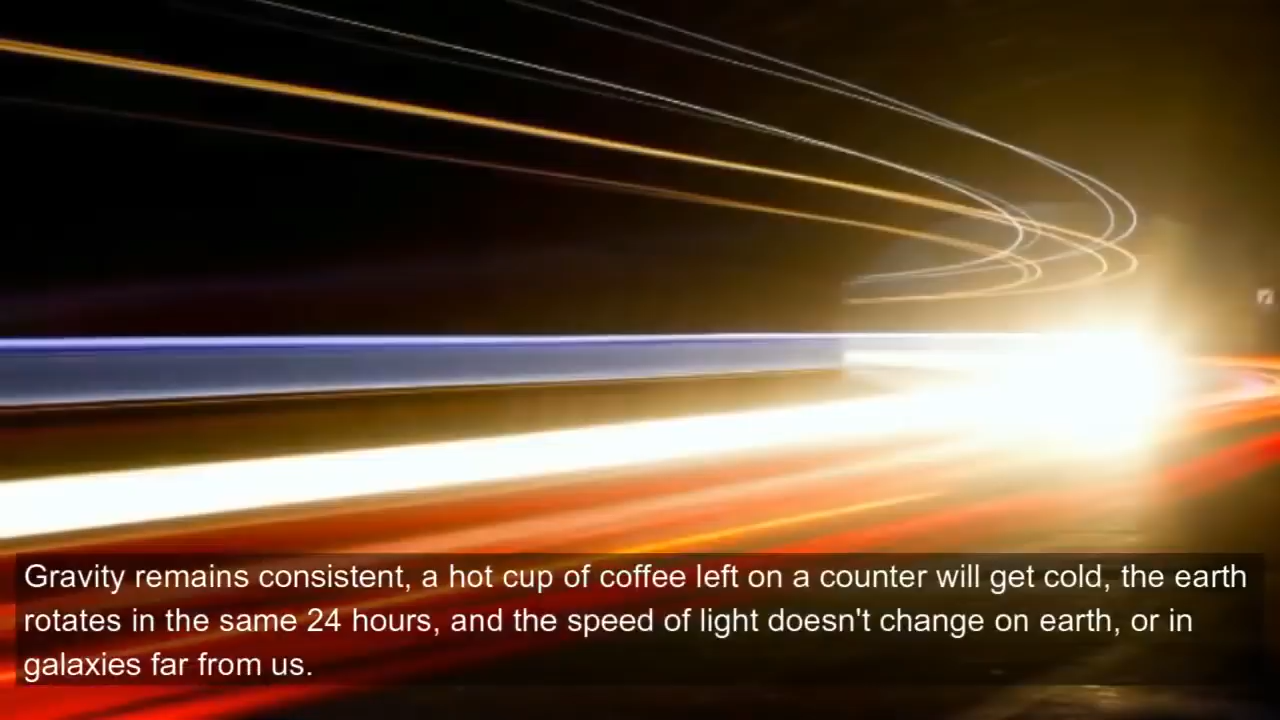 Gravity remains consistent, a hot cup of coffee left on a counter will get cold, the earth
rotates in the same 24 hours, and the speed of light doesn't change on earth, or in
galaxies far from us.